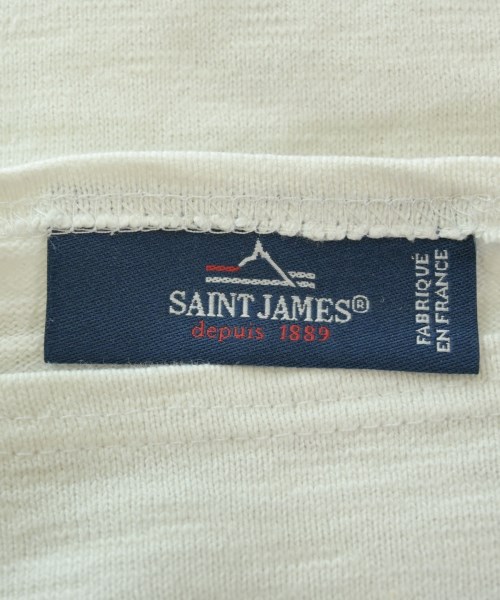 SAINT JAMES®
depuis 1889
FABRIQUÉ
EN FRANCE